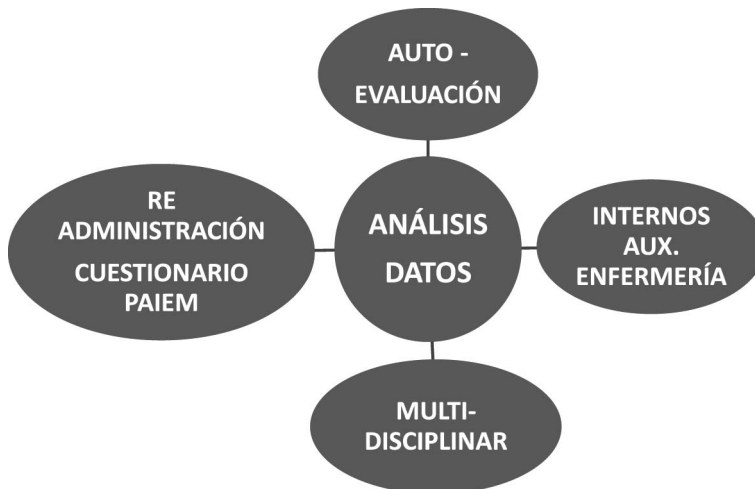 AUTO -
EVALUACIÓN
RE
ADMINISTRACIÓN
CUESTIONARIO
PAIEM
ANÁLISIS
DATOS
INTERNOS
AUX.
ENFERMERÍA
MULTI-
DISCIPLINAR